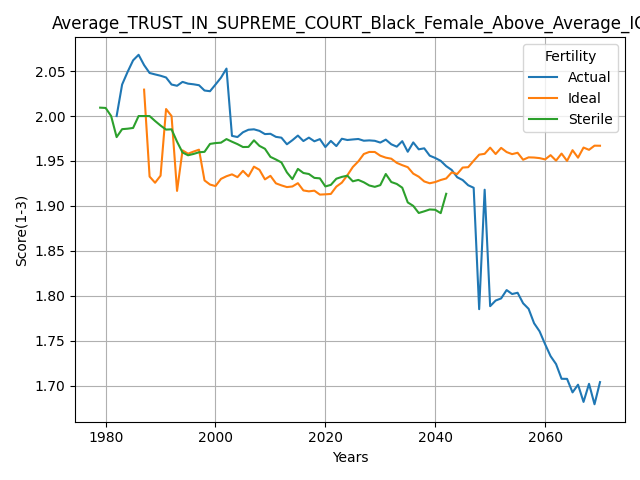 Average_TRUST_IN_SUPREME_COURT_Black_Female_Above_Average_IQ
Fertility
Actual
Ideal
Sterile
2.05
2.00
1.95
1.90
1.85
1.80
1.75
1.70
Score(1-3)
1980 2000 2020 2040 2060
Years